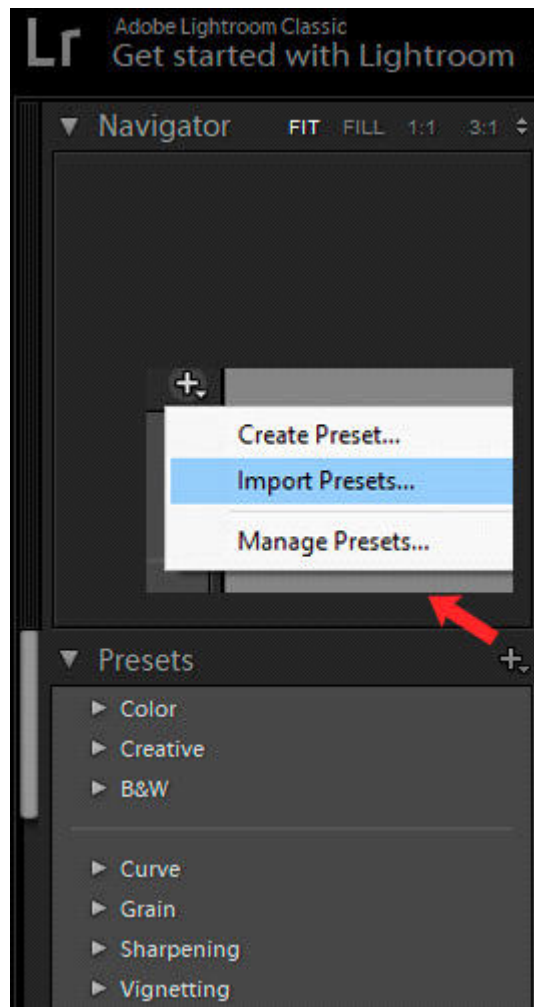 Lr
Adobe Lightroom Classic
Get started with Lightroom
Navigator FIT FILL 1:1 3:1
Create Preset...
Import Presets...
Manage Presets...
Presets
Color
Creative
B&W
Curve
Grain
Sharpening
Vignetting